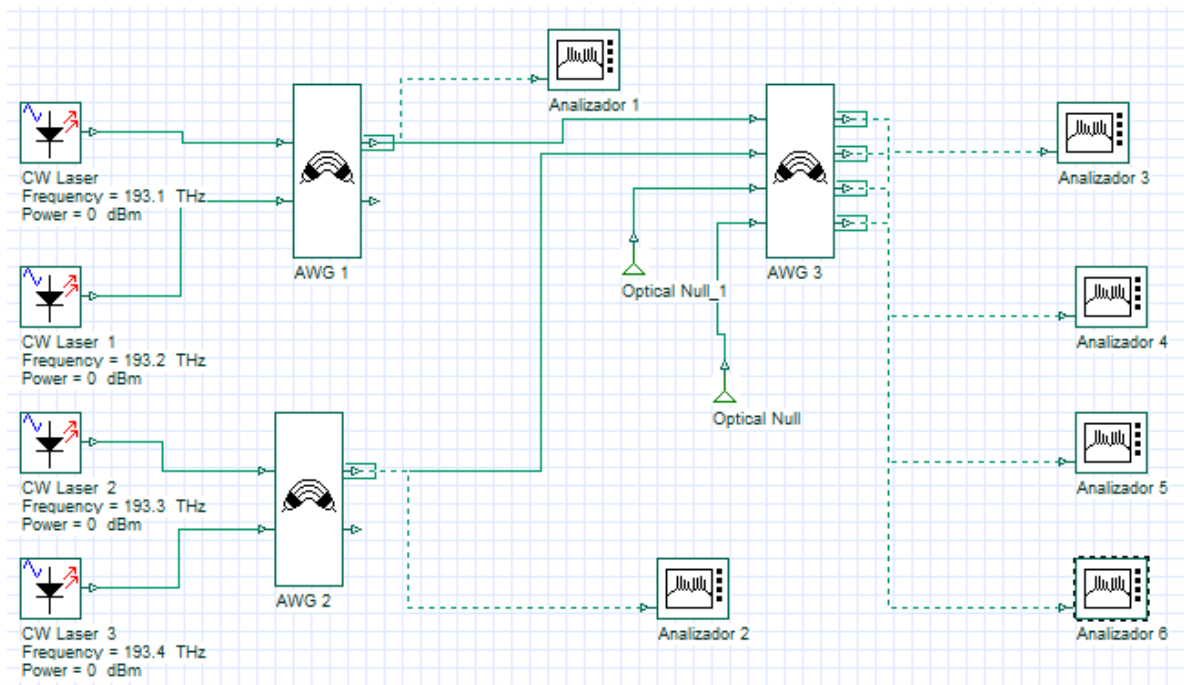 Analizador 1
CW Laser
Frequency = 193.1 THz
Power = 0 dBm
AWG 1
AWG 3
Analizador 3
Optical Null_1
CW Laser 1
Frequency = 193.2 THz
Power = 0 dBm
Analizador 4
Optical Null
CW Laser 2
Frequency = 193.3 THz
Power = 0 dBm
Analizador 5
AWG 2
CW Laser 3
Frequency = 193.4 THz
Power = 0 dBm
Analizador 2
Analizador 6